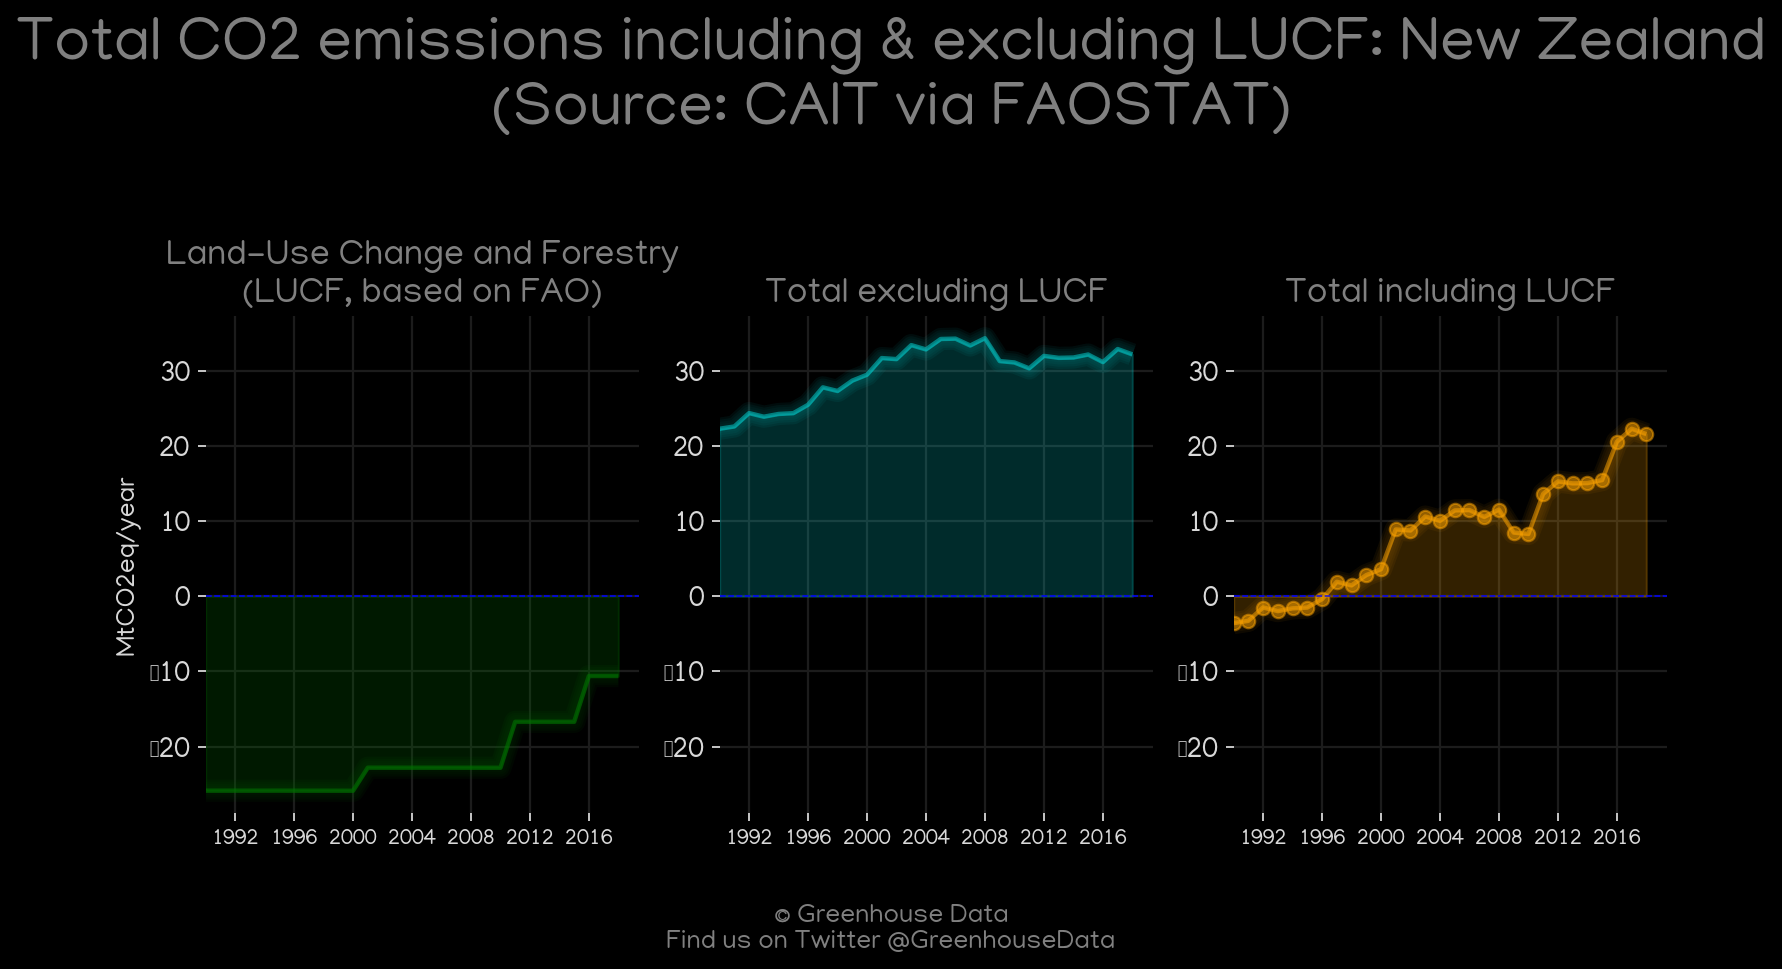 Total CO2 emissions including & excluding LUCF: New Zealand
(Source: CAIT via FAOSTAT)
Land-Use Change and Forestry
(LUCF, based on FAO)
Total excluding LUCF
Total including LUCF
MtCO2eq/year
30
20
10
0
▯10
▯20
1992 1996 2000 2004 2008 2012 2016
30
20
10
0
▯10
▯20
1992 1996 2000 2004 2008 2012 2016
30
20
10
0
▯10
▯20
1992 1996 2000 2004 2008 2012 2016
© Greenhouse Data
Find us on Twitter @GreenhouseData